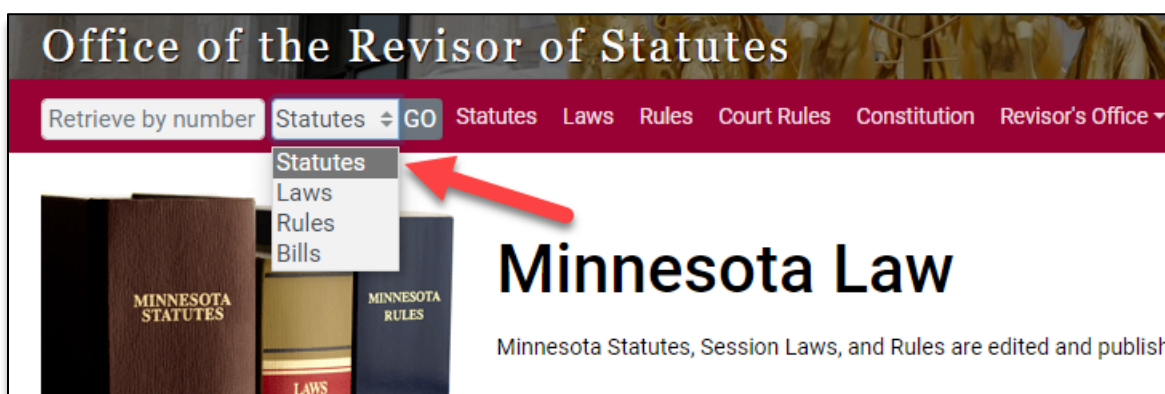 Office of the Revisor of Statutes
Retrieve by number Statutes GO Statutes Laws Rules Court Rules Constitution Revisor's Office
Statutes
Laws
Rules
Bills
MINNESOTA
STATUTES
LAWS
MINNESOTA
RULES
Minnesota Law
Minnesota Statutes, Session Laws, and Rules are edited and publish